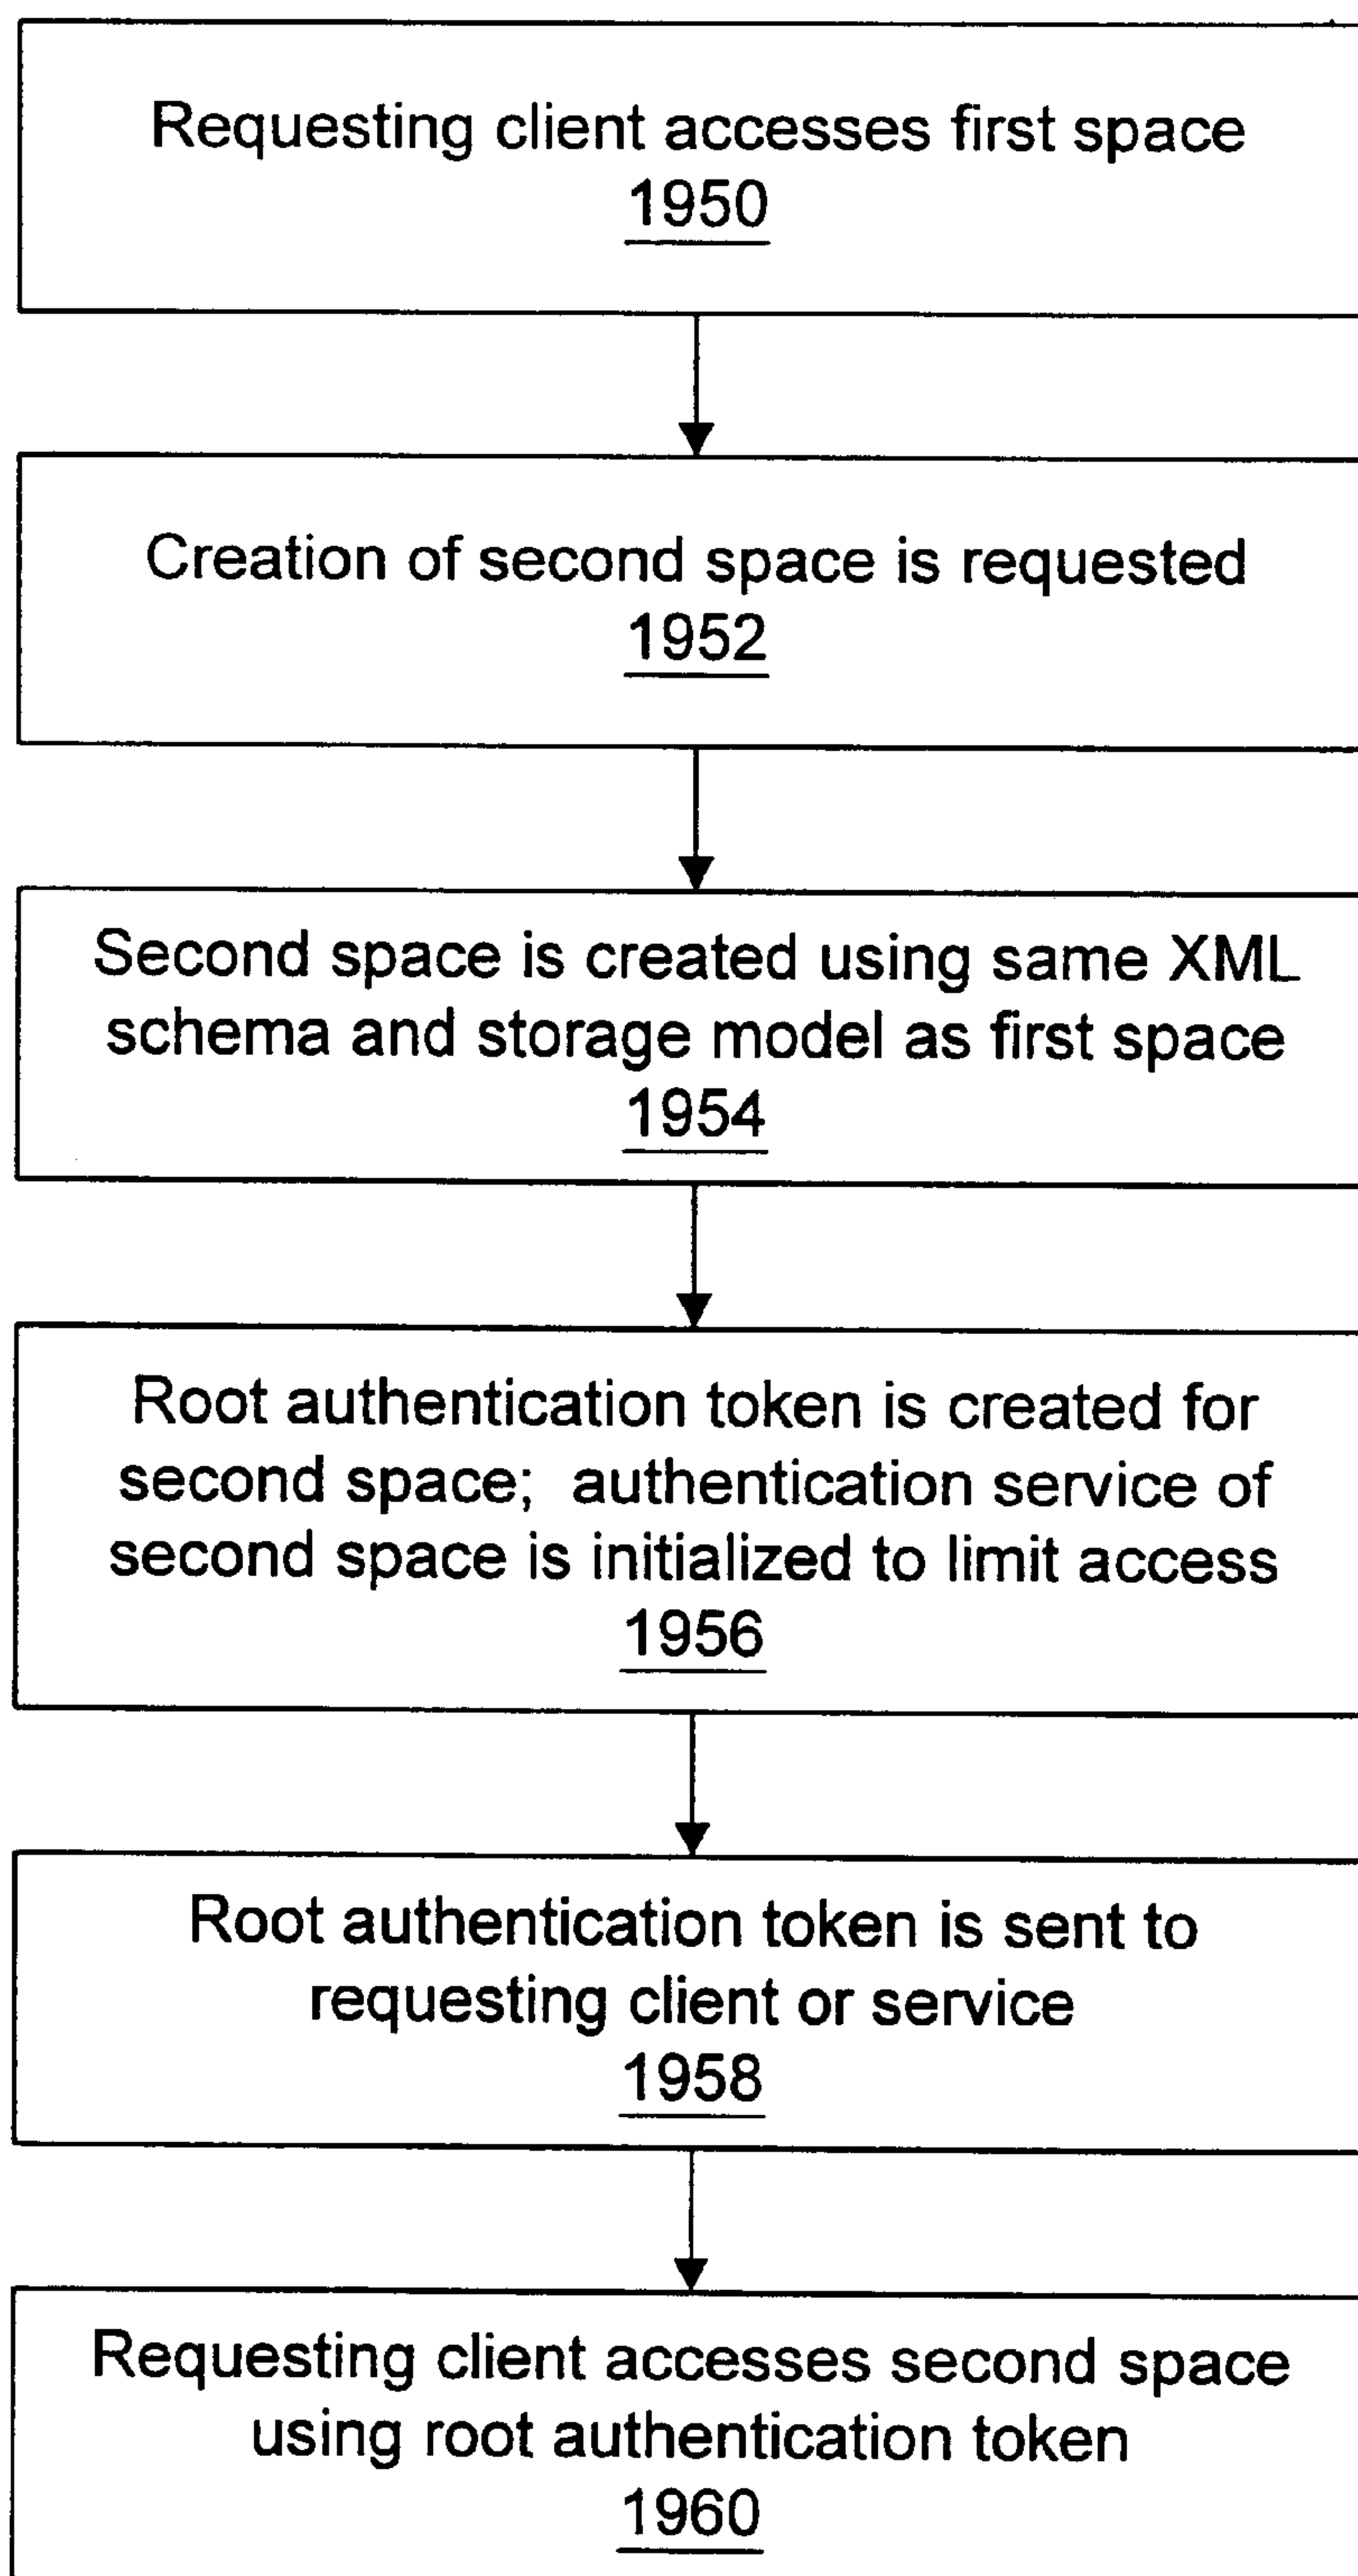 Requesting client accesses first space
1950
Creation of second space is requested
1952
Second space is created using same XML
schema and storage model as first space
1954
Root authentication token is created for
second space; authentication service of
second space is initialized to limit access
1956
Root authentication token is sent to
requesting client or service
1958
Requesting client accesses second space
using root authentication token
1960